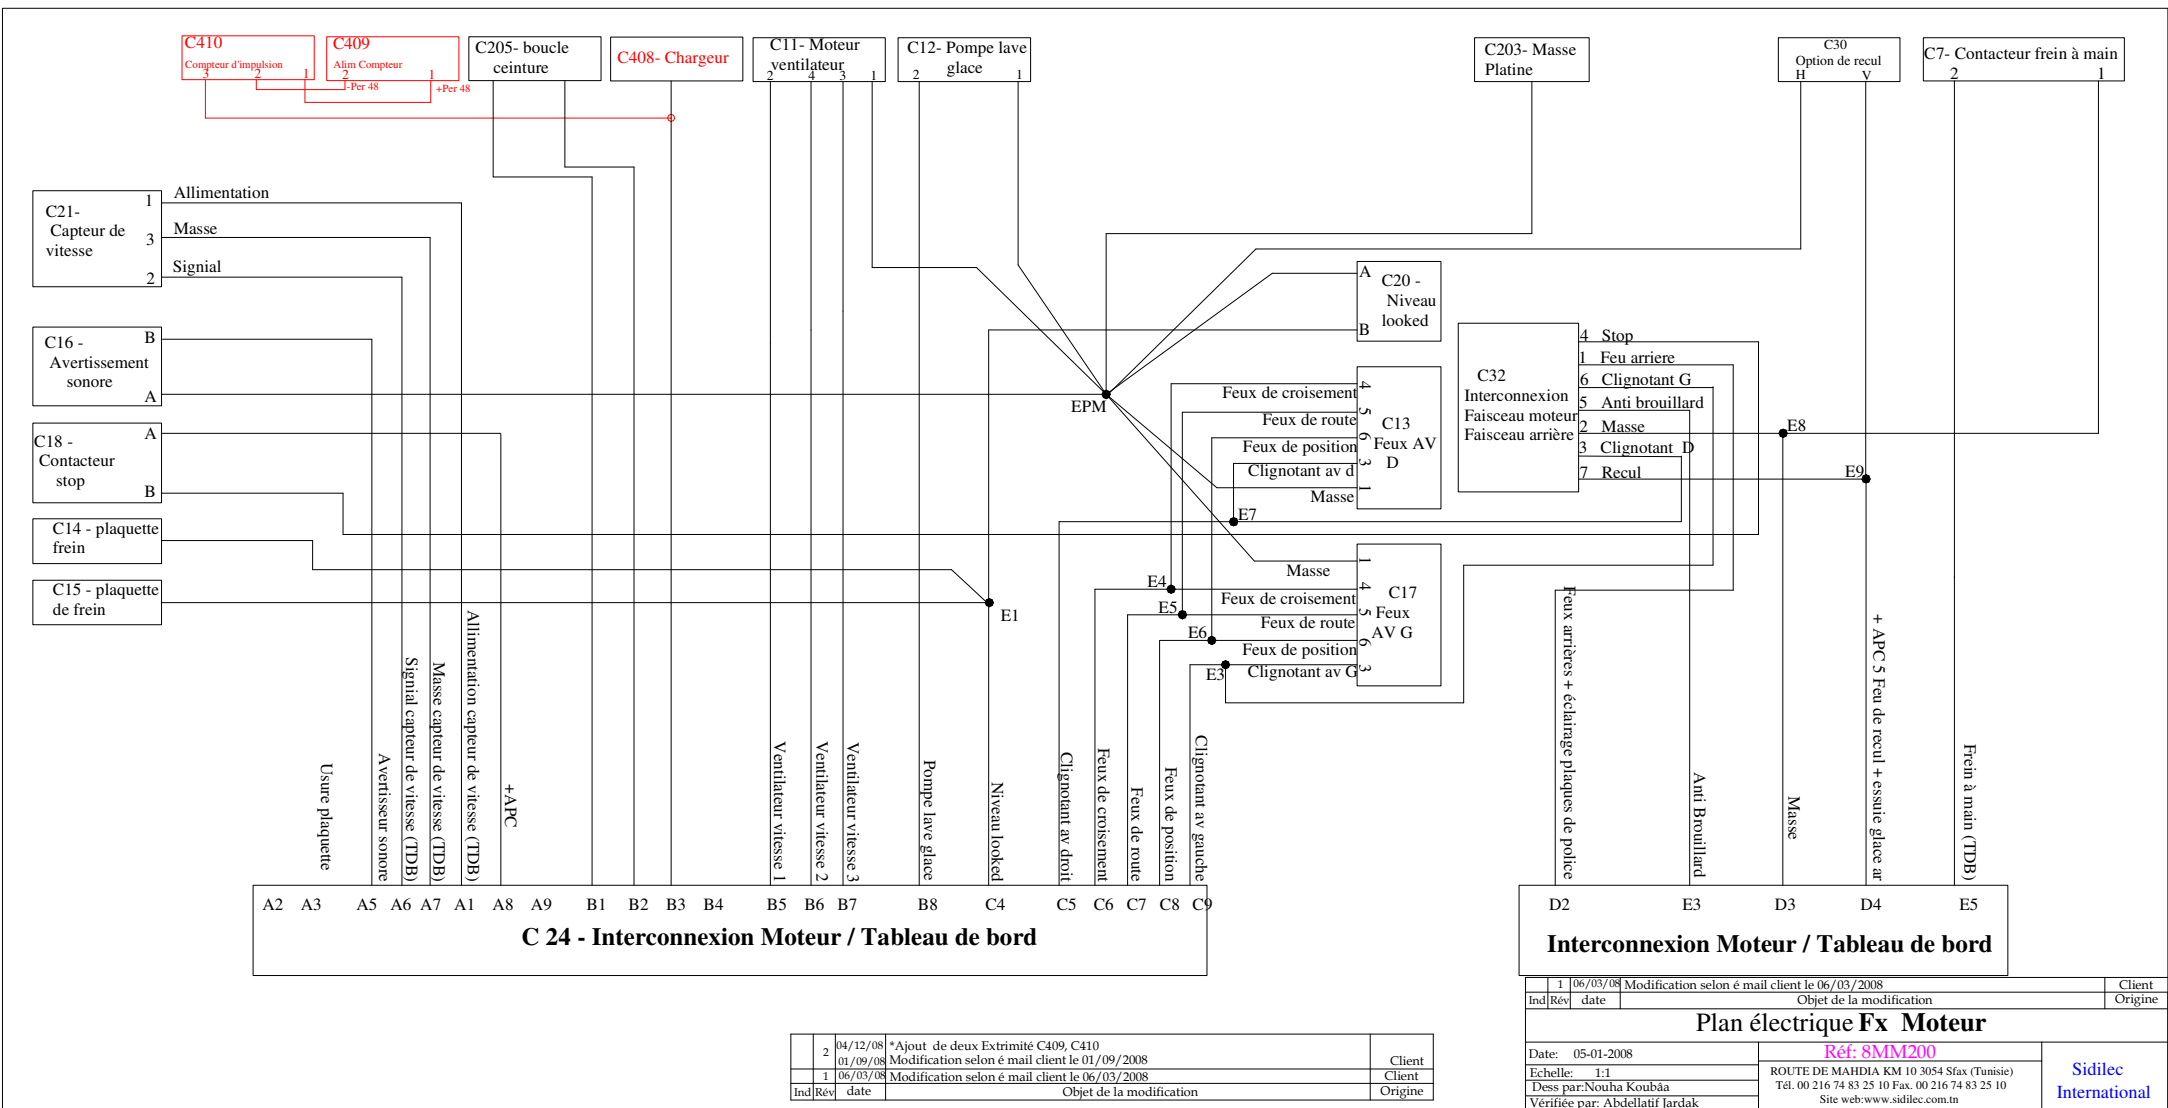 C410
Compteur d'impulsion
3 2 1
C409
Alim Compteur
2 1
-Per 48
+Per 48
C205- boucle
ceinture
C408- Chargeur
C11- Moteur
ventilateur
2 4 3 1
C12- Pompe lave
glace
2 1
C203- Masse
Platine
C30
Option de recul
H V
C7- Contacteur frein à main
2 1
C21-
Capteur de
vitesse
1 Allimentation
3 Masse
2 Signial
C16 -
Avertissement
sonore
B
A
C18 -
Contacteur
stop
A
B
C14 - plaquette
frein
C15 - plaquette
de frein
EPM
E1
A
B
C20 -
Niveau
looked
C13
Feux AV
D
4 Feux de croisement
5 Feux de route
6 Feux de position
3 Clignotant av d
1 Masse
E7
C17
Feux
AV G
1 Masse
4 Feux de croisement
5 Feux de route
6 Feux de position
3 Clignotant av G
E4
E5
E6
E3
C32
Interconnexion
Faisceau moteur
Faisceau arrière
4 Stop
1 Feu arriere
6 Clignotant G
5 Anti brouillard
2 Masse
3 Clignotant D
7 Recul
E8
E9
Usure plaquette
Avertisseur sonore
Signial capteur de vitesse (TDB)
Masse capteur de vitesse (TDB)
Allimentation capteur de vitesse (TDB)
+APC
Ventilateur vitesse 1
Ventilateur vitesse 2
Ventilateur vitesse 3
Pompe lave glace
Niveau looked
Clignotant av droit
Feux de croisement
Feux de route
Feux de position
Clignotant av gauche
Feux arrières + éclairage plaques de police
Anti Brouillard
Masse
+ APC 5 Feu de recul + essuie glace ar
Frein à main (TDB)
A2 A3 A5 A6 A7 A1 A8 A9 B1 B2 B3 B4 B5 B6 B7 B8 C4 C5 C6 C7 C8 C9
C 24 - Interconnexion Moteur / Tableau de bord
D2 E3 D3 D4 E5
Interconnexion Moteur / Tableau de bord
2 04/12/08 *Ajout de deux Extrimité C409, C410
01/09/08 Modification selon é mail client le 01/09/2008 Client
1 06/03/08 Modification selon é mail client le 06/03/2008 Client
Ind Rév date Objet de la modification Origine
1 06/03/08 Modification selon é mail client le 06/03/2008 Client
Ind Rév date Objet de la modification Origine
Plan électrique Fx Moteur
Date: 05-01-2008
Echelle: 1:1
Dess par:Nouha Koubâa
Vérifiée par: Abdellatif Jardak
Réf: 8MM200
ROUTE DE MAHDIA KM 10 3054 Sfax (Tunisie)
Tél. 00 216 74 83 25 10 Fax. 00 216 74 83 25 10
Site web:www.sidilec.com.tn
Sidilec
International